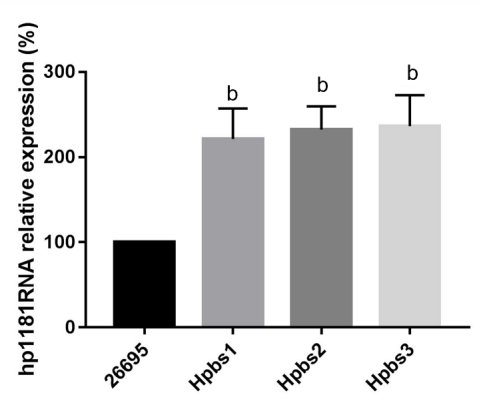 hp1181RNA relative expression (%)
300
200
100
0
b
b
b
26695
Hpbs1
Hpbs2
Hpbs3